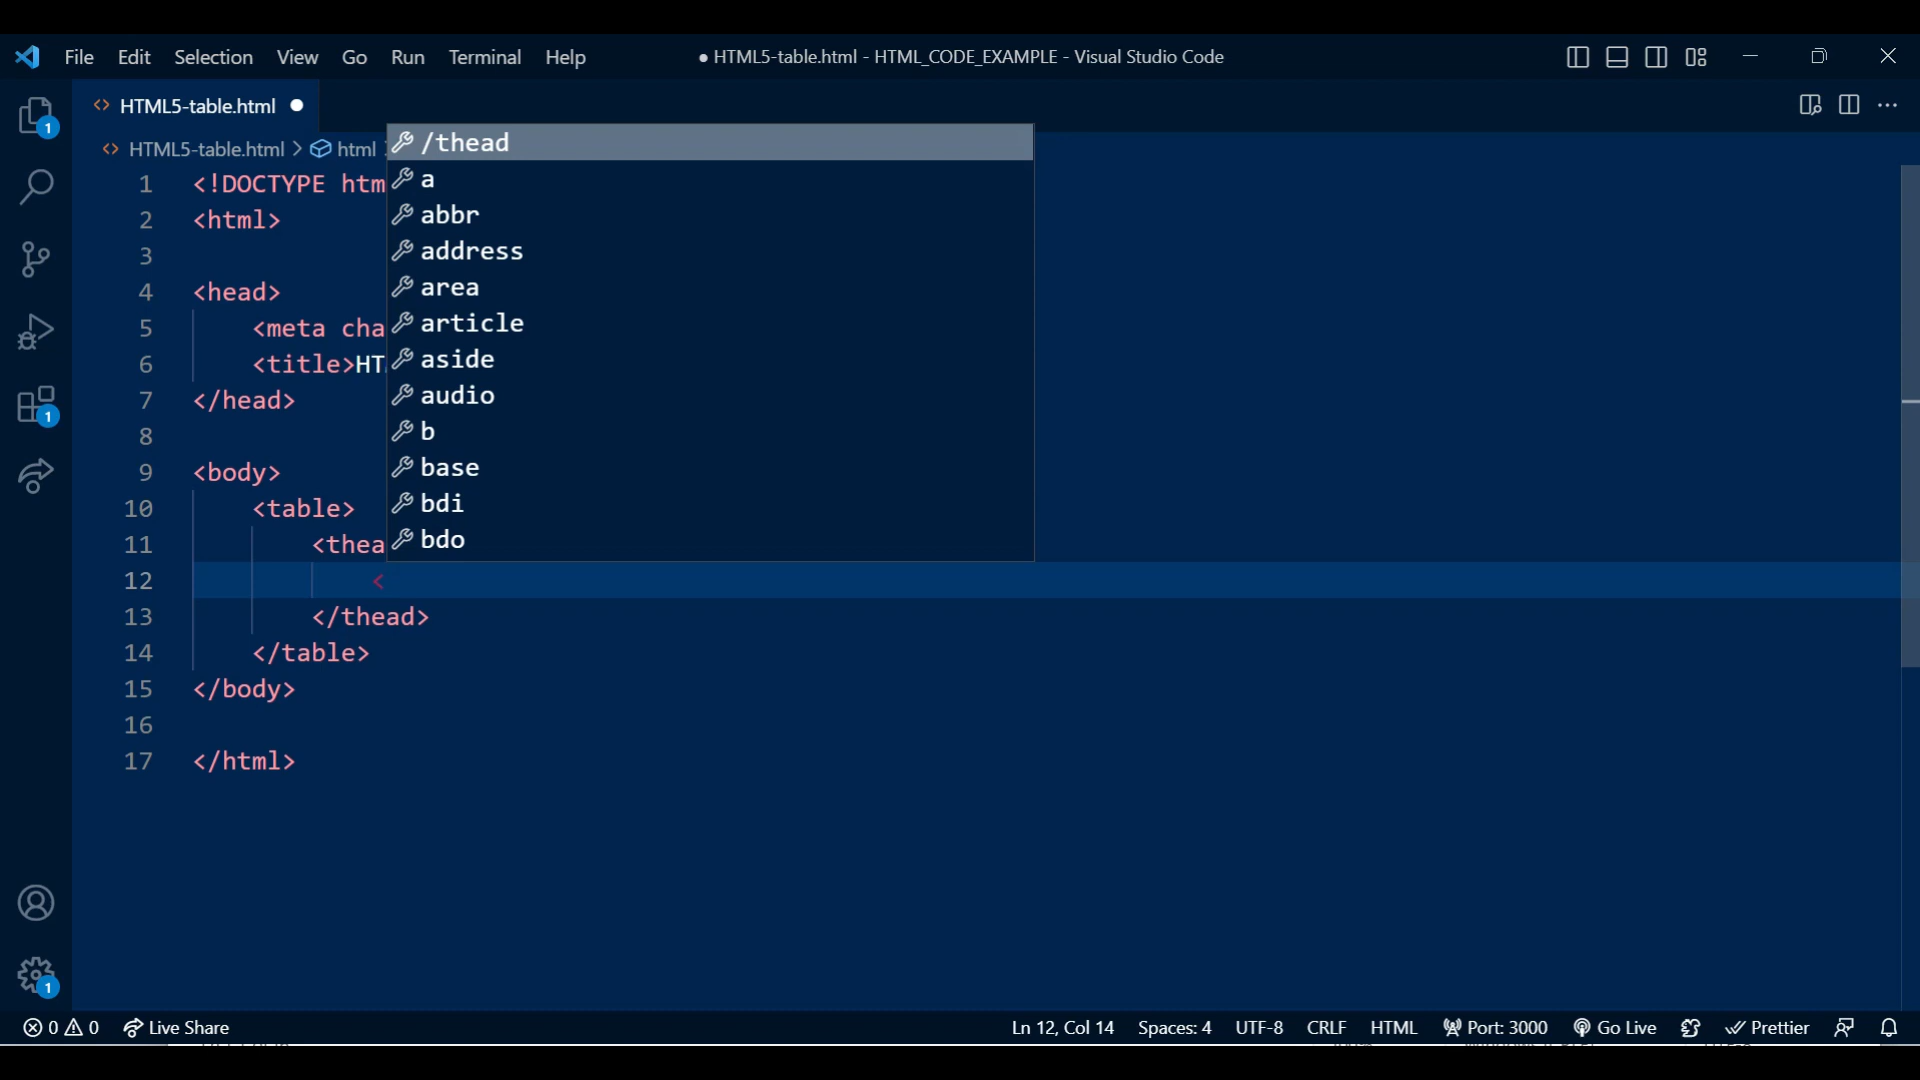 File Edit Selection View Go Run Terminal Help ● HTML5-table.html - HTML_CODE_EXAMPLE - Visual Studio Code
<> HTML5-table.html ●
<> HTML5-table.html > html
/thead
1 <!DOCTYPE htm
a
2 <html>
abbr
3
address
4 <head>
area
5 <meta cha
article
6 <title>HT
aside
7 </head>
audio
8
b
9 <body>
base
10 <table>
bdi
11 <thea
bdo
12 <
13 </thead>
14 </table>
15 </body>
16
17 </html>
1
1
1
0 0 Live Share Ln 12, Col 14 Spaces: 4 UTF-8 CRLF HTML Port: 3000 Go Live Prettier